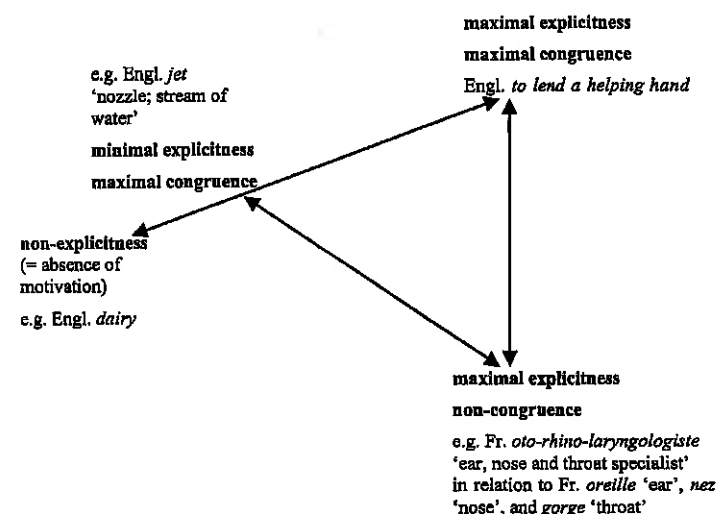 maximal explicitness
maximal congruence
Engl. to lend a helping hand
e.g. Engl. jet
‘nozzle; stream of
water’
minimal explicitness
maximal congruence
non-explicitness
(= absence of
motivation)
e.g. Engl. dairy
maximal explicitness
non-congruence
e.g. Fr. oto-rhino-laryngologiste
‘ear, nose and throat specialist’
in relation to Fr. oreille ‘ear’, nez
‘nose’, and gorge ‘throat’